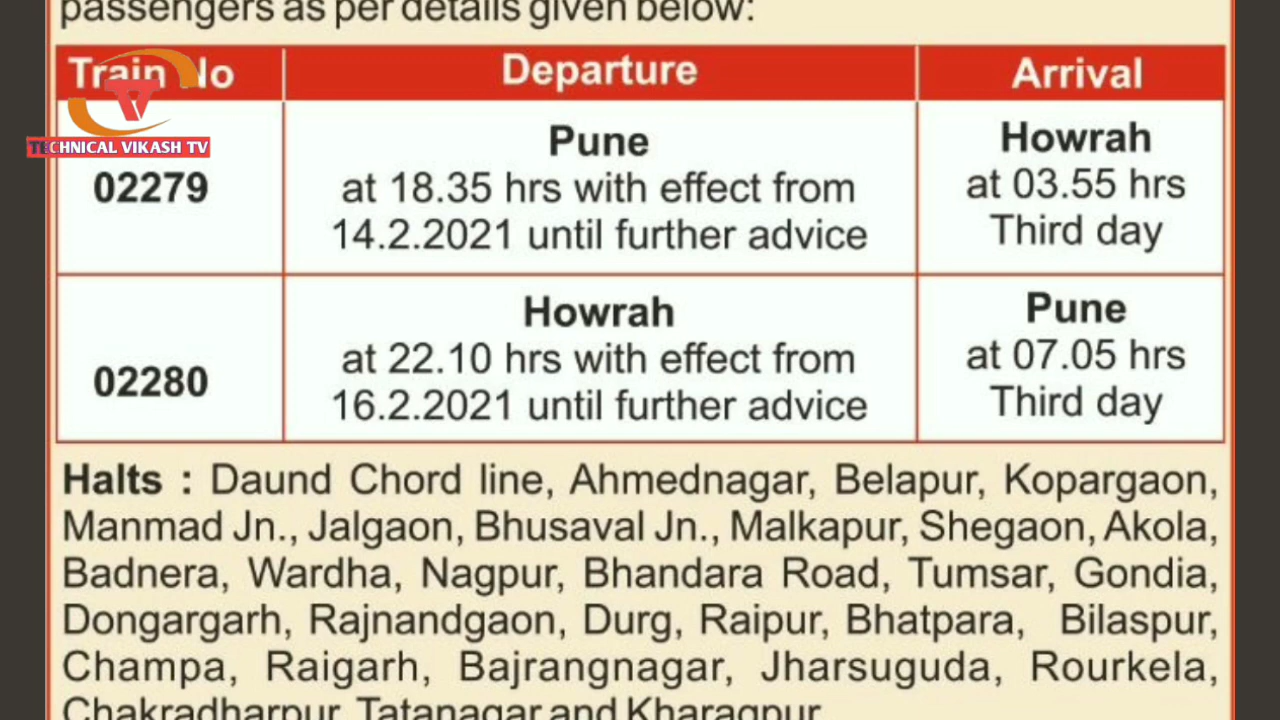 passengers as per details given below:
Train No Departure Arrival
TECHNICAL VIKASH TV
02279
Pune
at 18.35 hrs with effect from
14.2.2021 until further advice
Howrah
at 03.55 hrs
Third day
02280
Howrah
at 22.10 hrs with effect from
16.2.2021 until further advice
Pune
at 07.05 hrs
Third day
Halts : Daund Chord line, Ahmednagar, Belapur, Kopargaon,
Manmad Jn., Jalgaon, Bhusaval Jn., Malkapur, Shegaon, Akola,
Badnera, Wardha, Nagpur, Bhandara Road, Tumsar, Gondia,
Dongargarh, Rajnandgaon, Durg, Raipur, Bhatpara, Bilaspur,
Champa, Raigarh, Bajrangnagar, Jharsuguda, Rourkela,
Chakradharpur, Tatanagar and Kharagpur